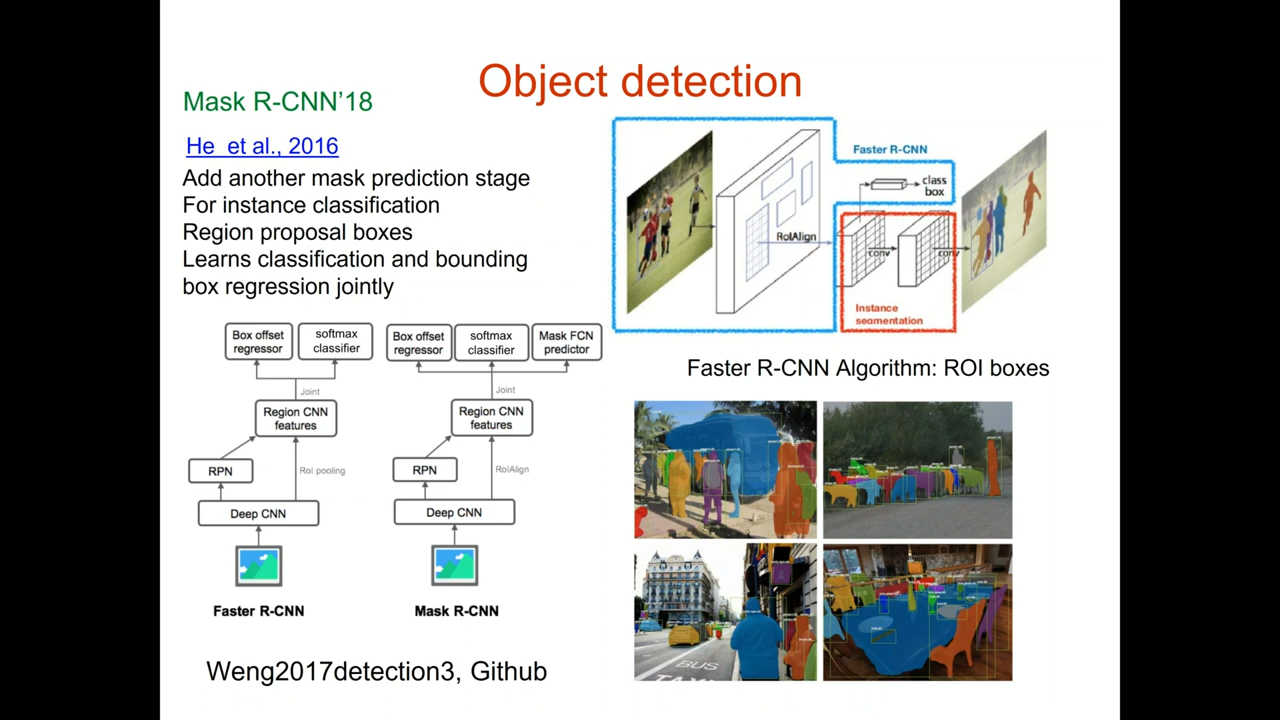 Object detection
Mask R-CNN’18
He et al., 2016
Add another mask prediction stage
For instance classification
Region proposal boxes
Learns classification and bounding
box regression jointly
Faster R-CNN
class
box
RoIAlign
conv
conv
Instance
segmentation
Faster R-CNN Algorithm: ROI boxes
Box offset
regressor
softmax
classifier
Joint
Region CNN
features
RPN
RoI pooling
Deep CNN
Faster R-CNN
Box offset
regressor
softmax
classifier
Mask FCN
predictor
Joint
Region CNN
features
RPN
RoIAlign
Deep CNN
Mask R-CNN
BUS
Weng2017detection3, Github